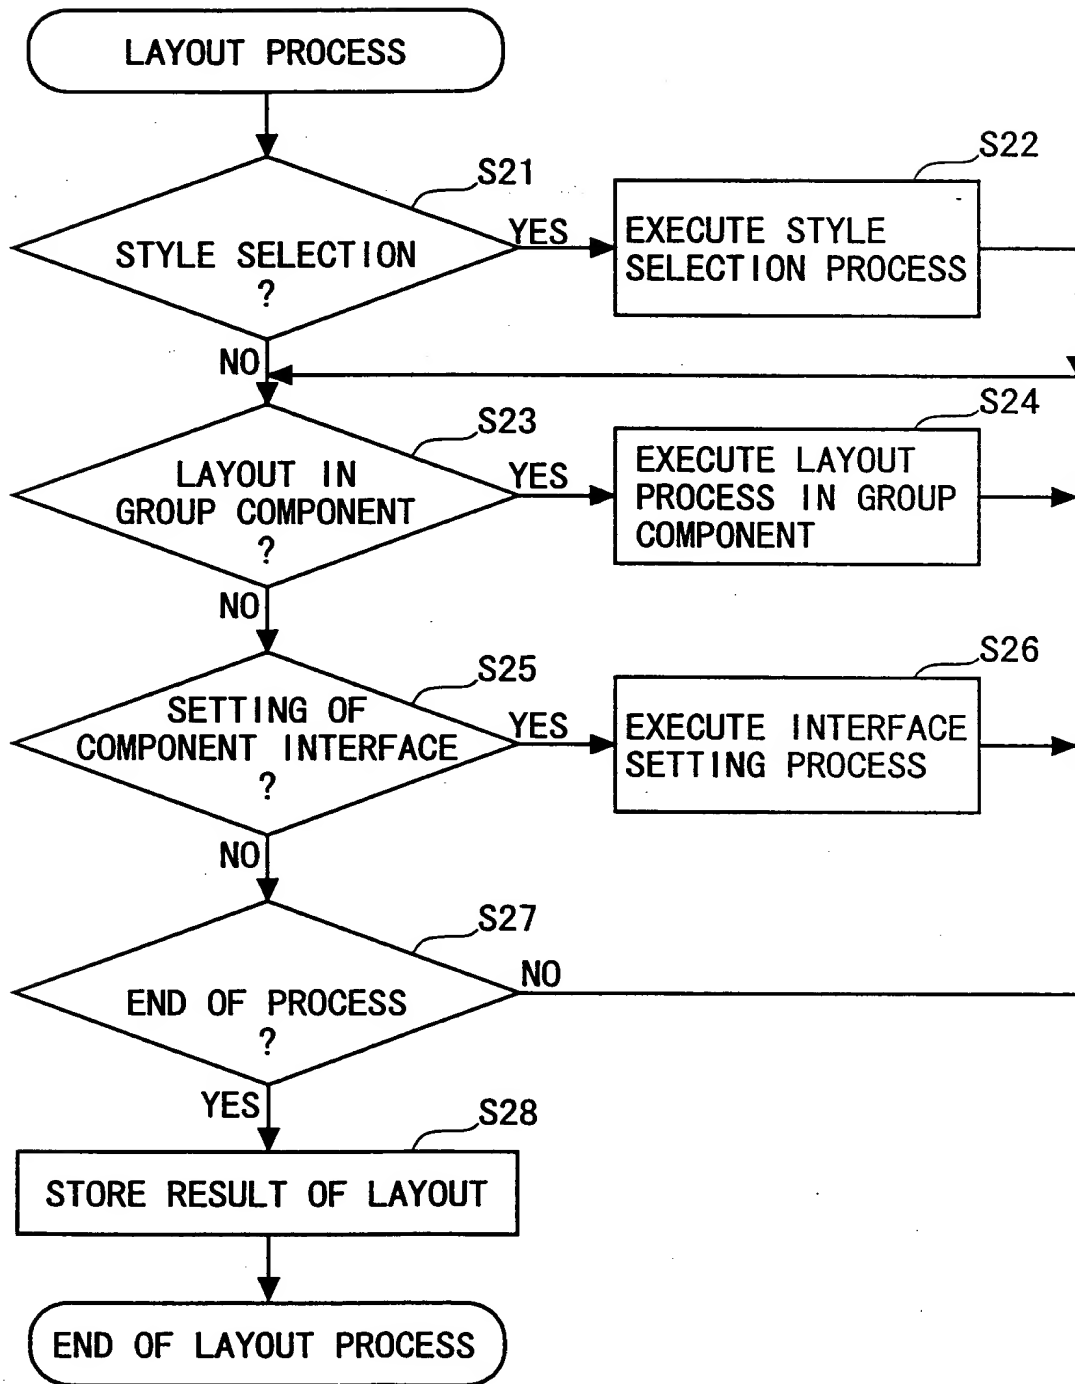 LAYOUT PROCESS
S21
STYLE SELECTION
?
YES
S22
EXECUTE STYLE
SELECTION PROCESS
NO
S23
LAYOUT IN
GROUP COMPONENT
?
YES
S24
EXECUTE LAYOUT
PROCESS IN GROUP
COMPONENT
NO
S25
SETTING OF
COMPONENT INTERFACE
?
YES
S26
EXECUTE INTERFACE
SETTING PROCESS
NO
S27
END OF PROCESS
?
NO
YES
S28
STORE RESULT OF LAYOUT
END OF LAYOUT PROCESS